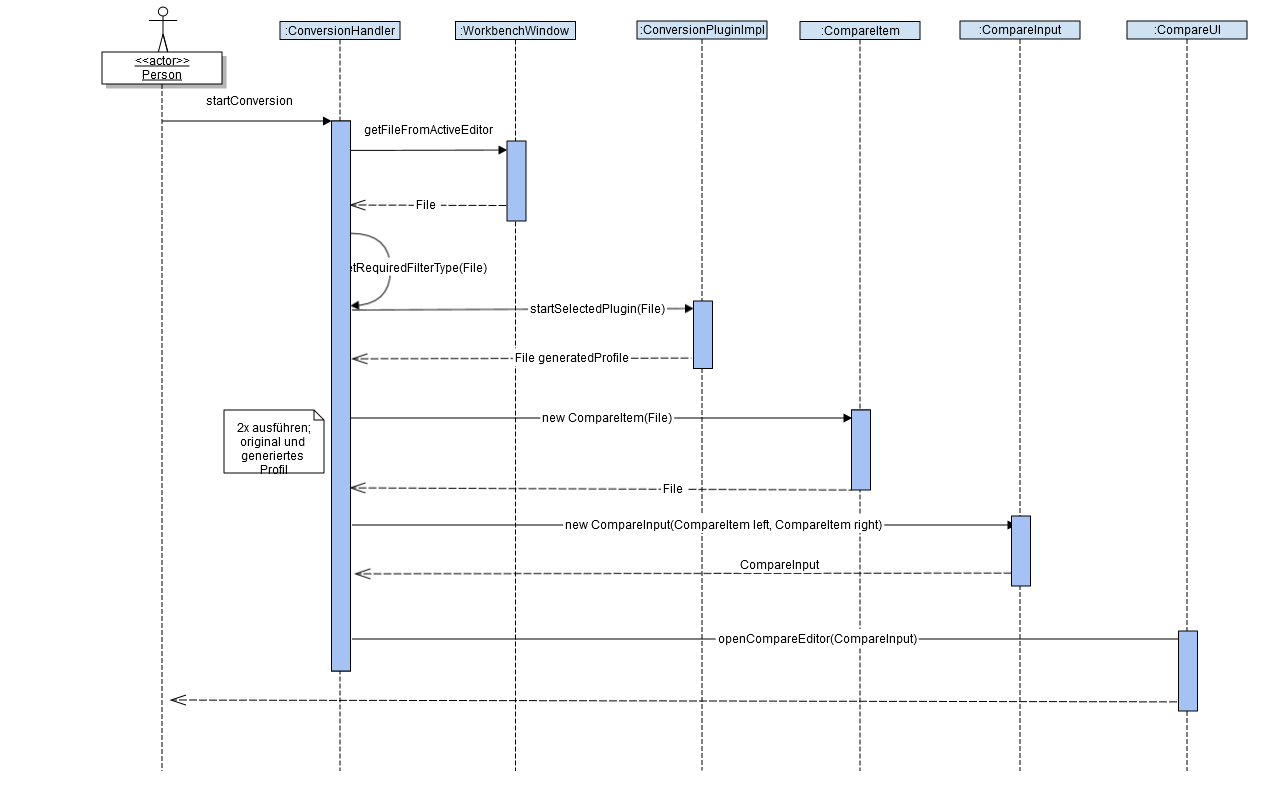 :ConversionHandler
:WorkbenchWindow
:ConversionPluginImpl
:CompareItem
:CompareInput
:CompareUI
<<actor>>
Person
startConversion
getFileFromActiveEditor
File
etRequiredFilterType(File)
startSelectedPlugin(File)
File generatedProfile
new CompareItem(File)
2x ausführen;
original und
generiertes
Profil
File
new CompareInput(CompareItem left, CompareItem right)
CompareInput
openCompareEditor(CompareInput)